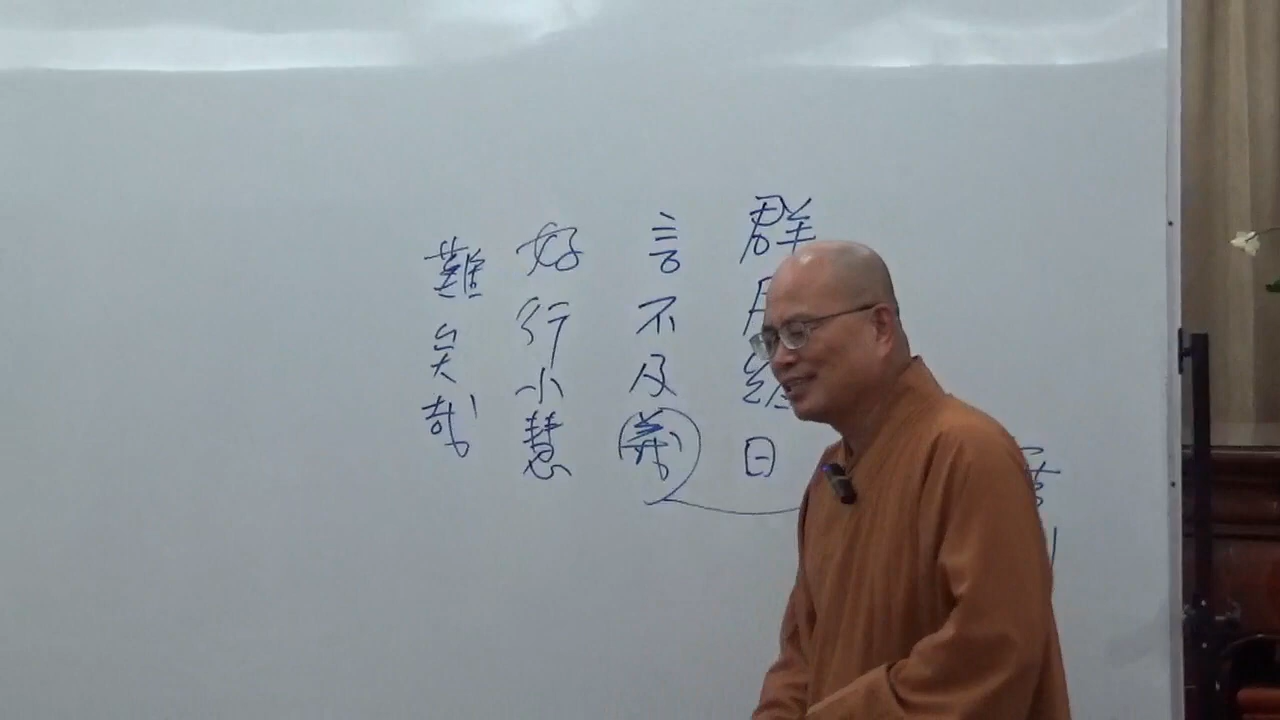 群居終日
言不及義
好行小慧
難矣哉